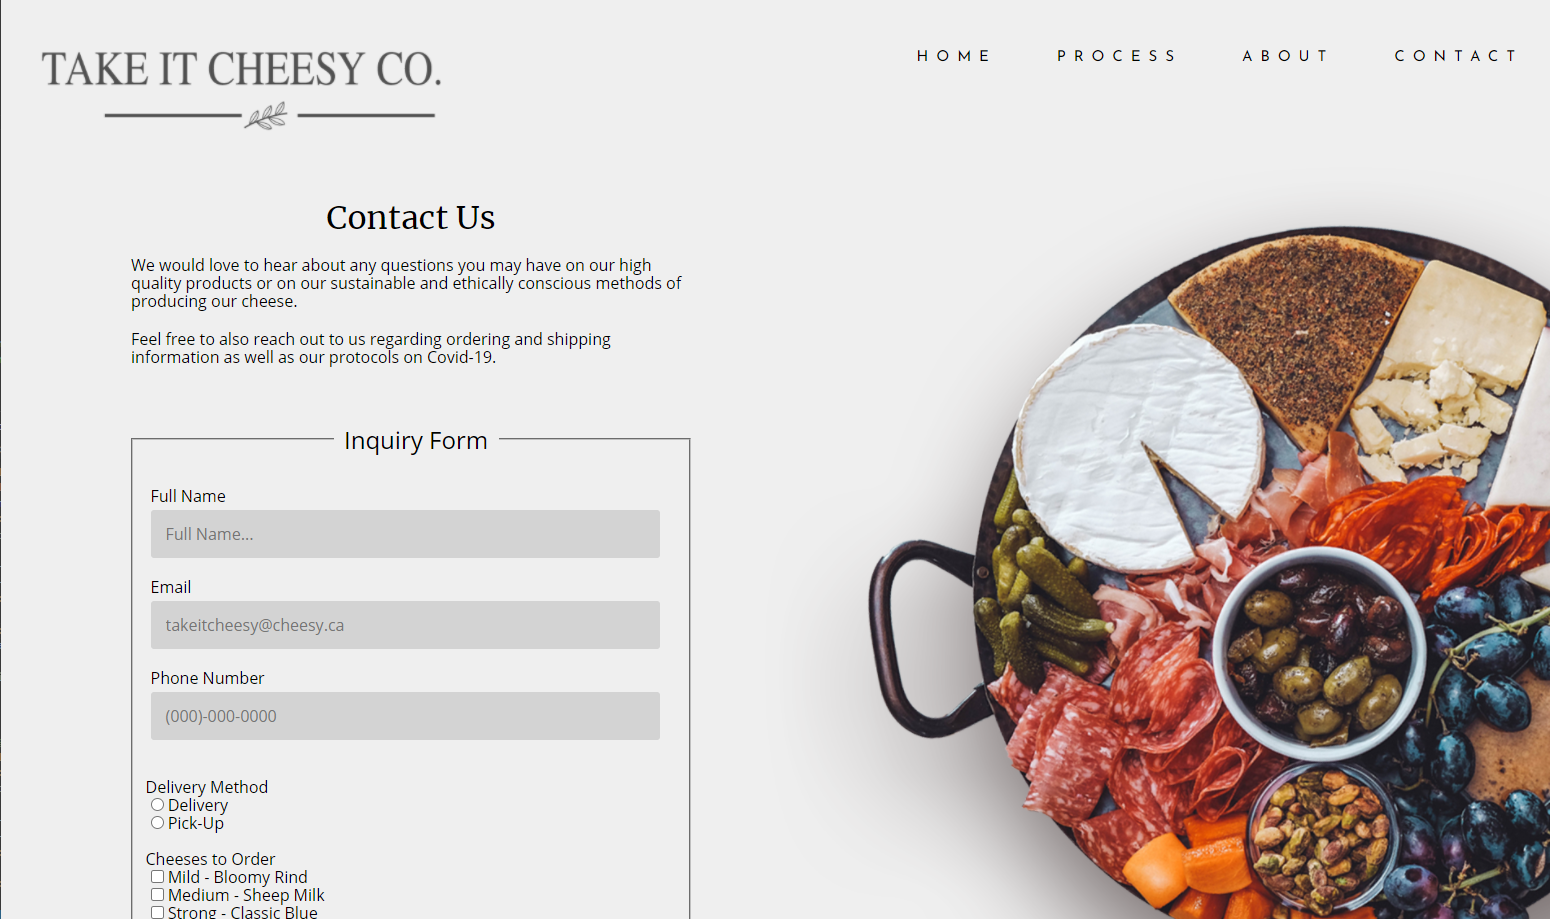 TAKE IT CHEESY CO.
HOME PROCESS ABOUT CONTACT
Contact Us
We would love to hear about any questions you may have on our high
quality products or on our sustainable and ethically conscious methods of
producing our cheese.
Feel free to also reach out to us regarding ordering and shipping
information as well as our protocols on Covid-19.
Inquiry Form
Full Name
Full Name...
Email
takeitcheesy@cheesy.ca
Phone Number
(000)-000-0000
Delivery Method
Delivery
Pick-Up
Cheeses to Order
Mild - Bloomy Rind
Medium - Sheep Milk
Strong - Classic Blue